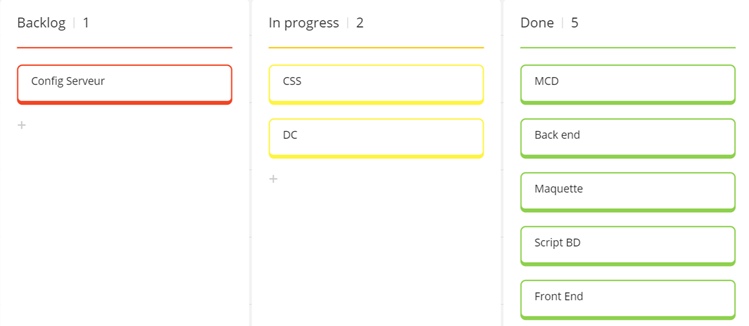 Backlog | 1
Config Serveur
+
In progress | 2
CSS
DC
+
Done | 5
MCD
Back end
Maquette
Script BD
Front End